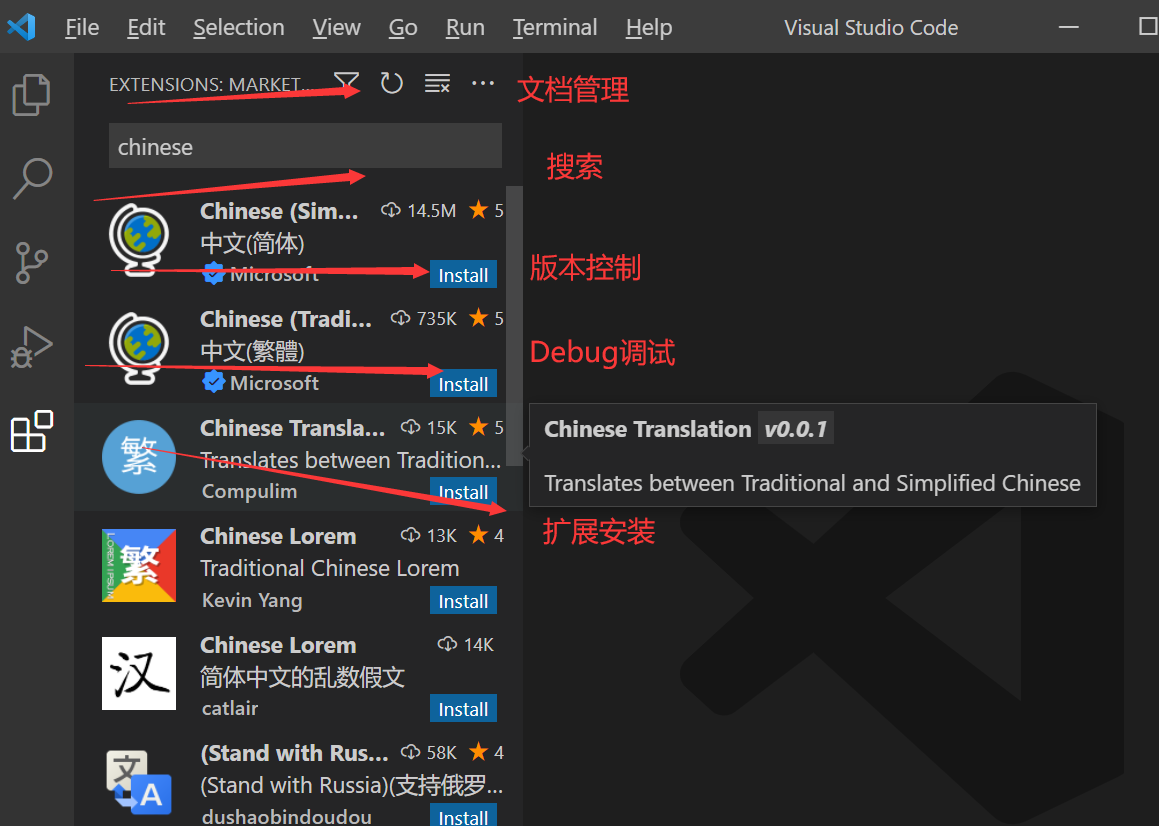 File Edit Selection View Go Run Terminal Help Visual Studio Code
EXTENSIONS: MARKET...
文档管理
chinese
搜索
Chinese (Sim... 14.5M 5
中文(简体)
Microsoft Install
版本控制
Chinese (Tradi... 735K 5
中文(繁體)
Debug调试
Microsoft Install
繁
Chinese Transla... 15K 5
Translates between Tradition...
Compulim Install
Chinese Translation v0.0.1
Translates between Traditional and Simplified Chinese
扩展安装
LOREM IPSUM
繁
Chinese Lorem 13K 4
Traditional Chinese Lorem
Kevin Yang Install
汉
Chinese Lorem 14K
简体中文的乱数假文
catlair Install
文
A
(Stand with Rus... 58K 4
(Stand with Russia)(支持俄罗...
dushaobindoudou Install